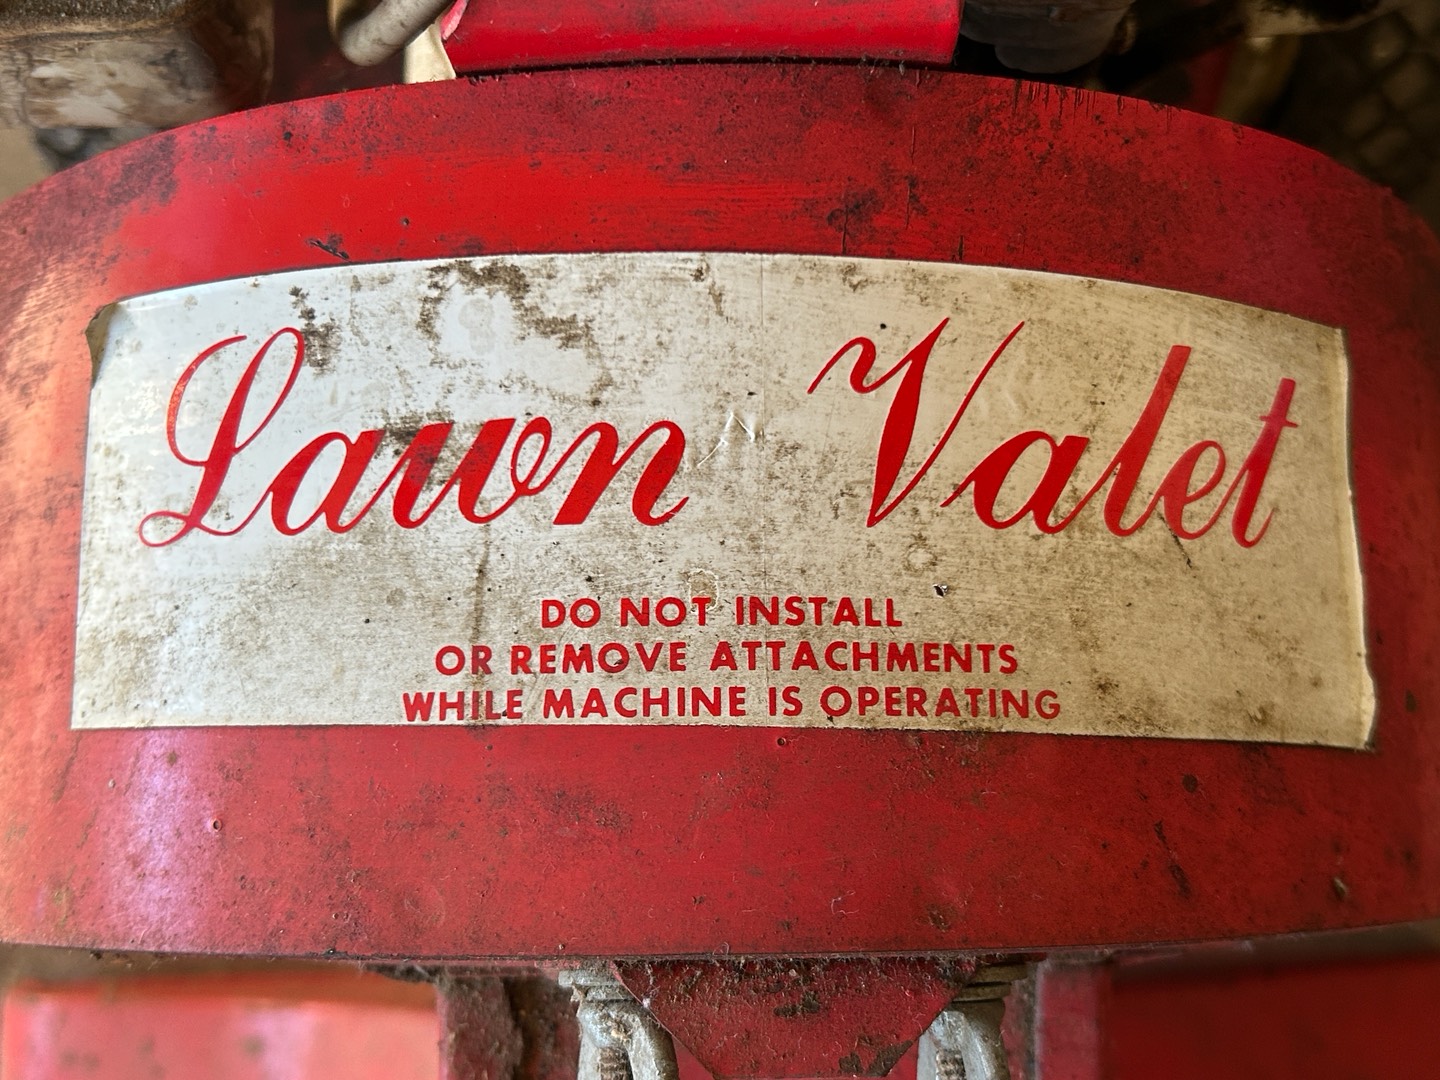 Lawn Valet
DO NOT INSTALL
OR REMOVE ATTACHMENTS
WHILE MACHINE IS OPERATING